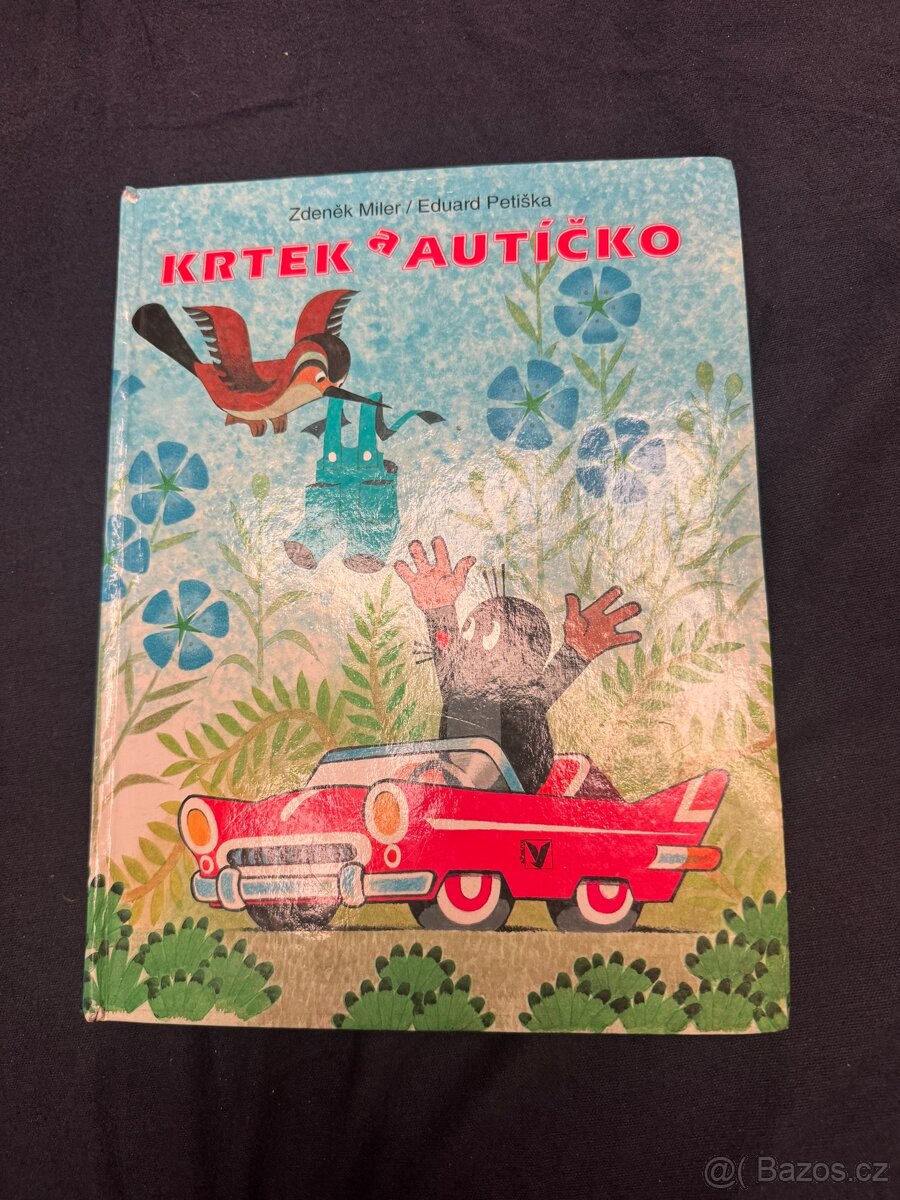 Zdeněk Miler / Eduard Petiška
KRTEK a AUTÍČKO
@( Bazos.cz